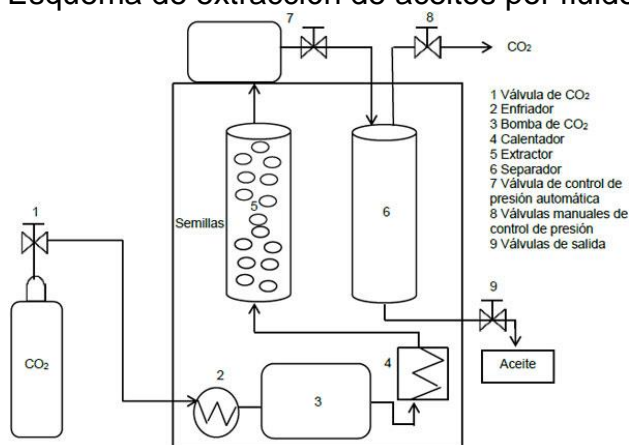 Esquema de extracción de aceites por fluido
7
8
CO₂
1 Válvula de CO₂
2 Enfriador
3 Bomba de CO₂
4 Calentador
5 Extractor
6 Separador
7 Válvula de control de
presión automática
8 Válvulas manuales de
control de presión
9 Válvulas de salida
1
Semillas
5
6
9
CO₂
2
3
4
Aceite